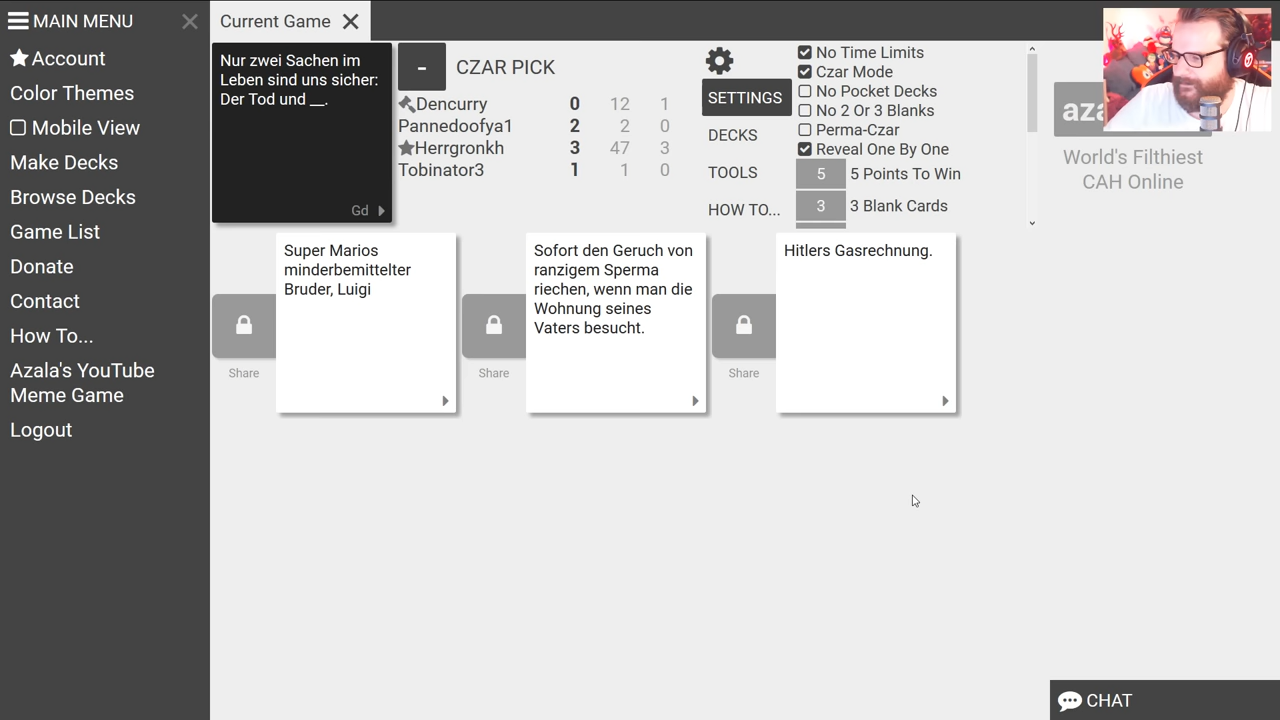 MAIN MENU
Account
Color Themes
Mobile View
Make Decks
Browse Decks
Game List
Donate
Contact
How To...
Azala's YouTube
Meme Game
Logout
Current Game
Nur zwei Sachen im
Leben sind uns sicher:
Der Tod und __.
Gd
-
CZAR PICK
Dencurry 0 12 1
Pannedoofya1 2 2 0
Herrgronkh 3 47 3
Tobinator3 1 1 0
SETTINGS
DECKS
TOOLS
HOW TO...
No Time Limits
Czar Mode
No Pocket Decks
No 2 Or 3 Blanks
Perma-Czar
Reveal One By One
5 5 Points To Win
3 3 Blank Cards
World's Filthiest
CAH Online
Share
Super Marios
minderbemittelter
Bruder, Luigi
Share
Sofort den Geruch von
ranzigem Sperma
riechen, wenn man die
Wohnung seines
Vaters besucht.
Share
Hitlers Gasrechnung.
CHAT